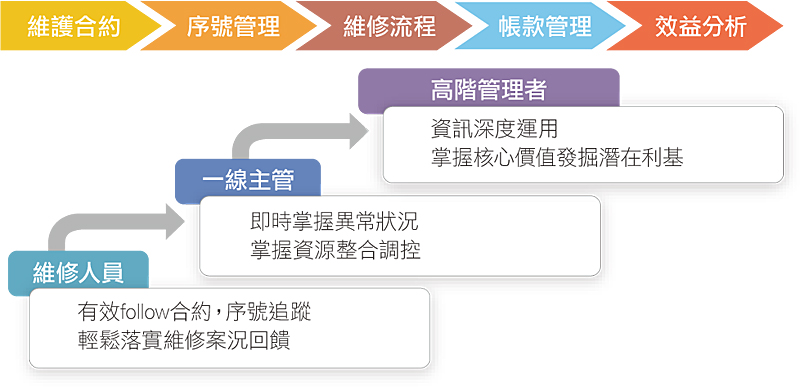 維護合約
序號管理
維修流程
帳款管理
效益分析
高階管理者
資訊深度運用
掌握核心價值發掘潛在利基
一線主管
即時掌握異常狀況
掌握資源整合調控
維修人員
有效follow合約，序號追蹤
輕鬆落實維修案況回饋